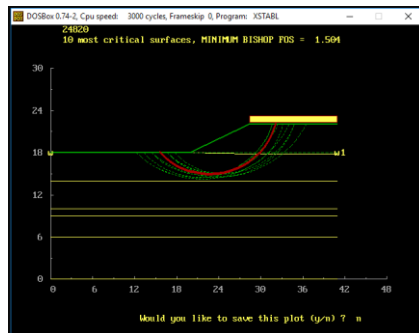 DOSBox 0.74-2, Cpu speed: 3000 cycles, Frameskip 0, Program: XSTABL
24820
10 most critical surfaces, MINIMUM BISHOP FOS = 1.504
30
24
18
w
w1
12
6
0
0 6 12 18 24 30 36 42 48
Would you like to save this plot (y/n) ? n